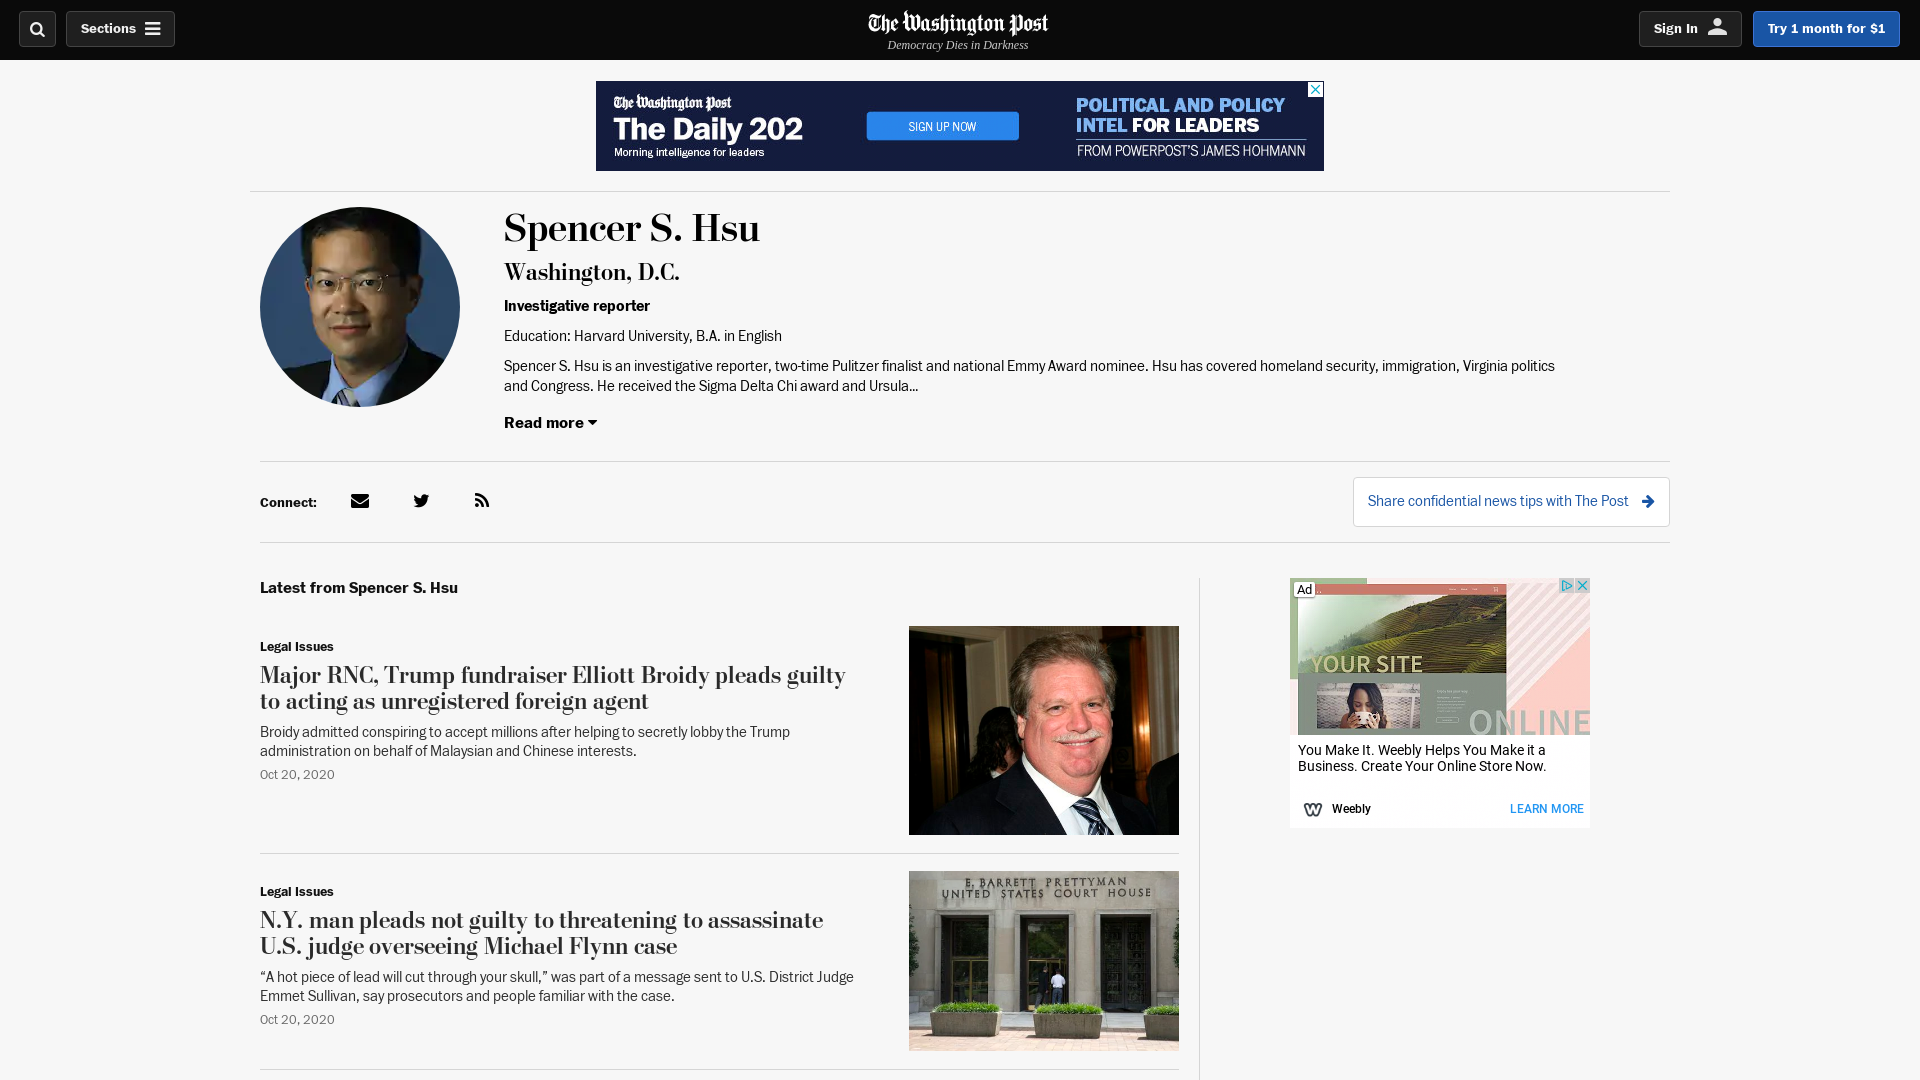 Sections
The Washington Post
Democracy Dies in Darkness
Sign In
Try 1 month for $1
The Washington Post
The Daily 202
Morning intelligence for leaders
SIGN UP NOW
POLITICAL AND POLICY
INTEL FOR LEADERS
FROM POWERPOST'S JAMES HOHMANN
Spencer S. Hsu
Washington, D.C.
Investigative reporter
Education: Harvard University, B.A. in English
Spencer S. Hsu is an investigative reporter, two-time Pulitzer finalist and national Emmy Award nominee. Hsu has covered homeland security, immigration, Virginia politics
and Congress. He received the Sigma Delta Chi award and Ursula...
Read more
Connect:
Share confidential news tips with The Post
Latest from Spencer S. Hsu
Legal Issues
Major RNC, Trump fundraiser Elliott Broidy pleads guilty
to acting as unregistered foreign agent
Broidy admitted conspiring to accept millions after helping to secretly lobby the Trump
administration on behalf of Malaysian and Chinese interests.
Oct 20, 2020
Legal Issues
N.Y. man pleads not guilty to threatening to assassinate
U.S. judge overseeing Michael Flynn case
“A hot piece of lead will cut through your skull,” was part of a message sent to U.S. District Judge
Emmet Sullivan, say prosecutors and people familiar with the case.
Oct 20, 2020
E. BARRETT PRETTYMAN
UNITED STATES COURT HOUSE
Ad
YOUR SITE
ONLINE
You Make It. Weebly Helps You Make it a
Business. Create Your Online Store Now.
Weebly
LEARN MORE